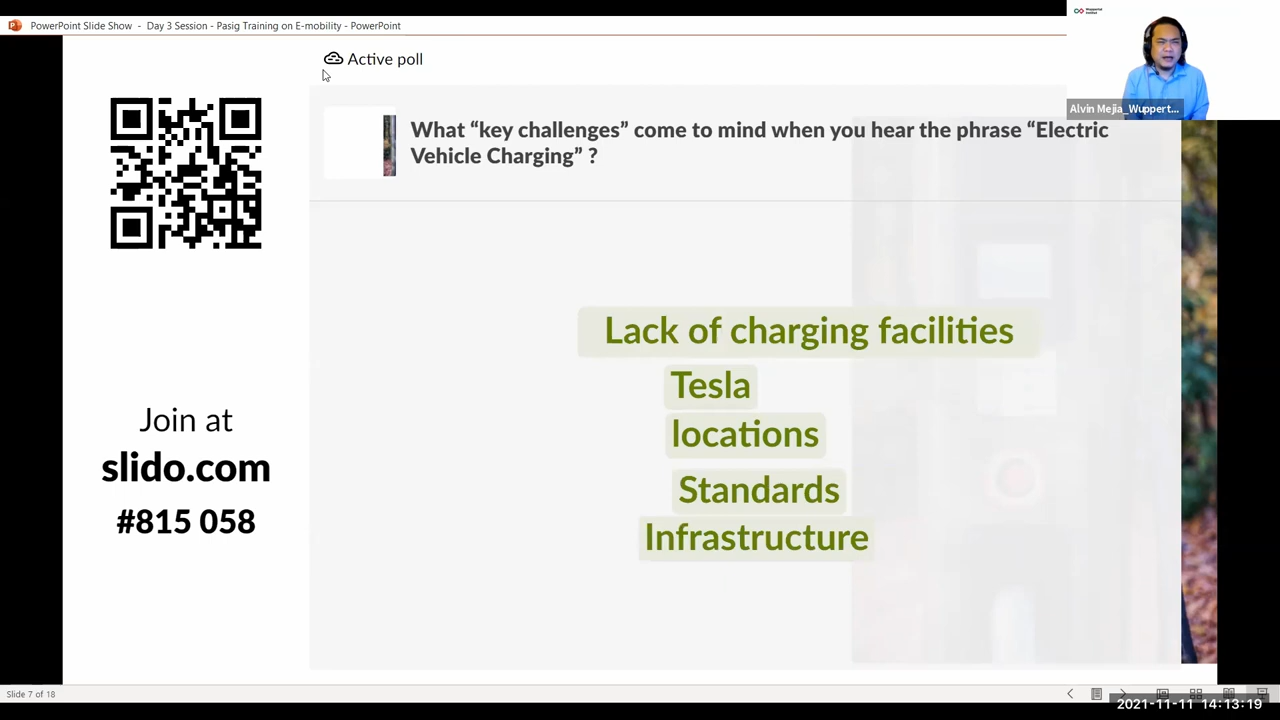 PowerPoint Slide Show - Day 3 Session - Pasig Training on E-mobility - PowerPoint
Wuppertal
Institut
Alvin Mejia_Wuppert...
Active poll
What “key challenges” come to mind when you hear the phrase “Electric
Vehicle Charging” ?
Lack of charging facilities
Tesla
locations
Standards
Infrastructure
Join at
slido.com
#815 058
Slide 7 of 18
2021-11-11 14:13:19